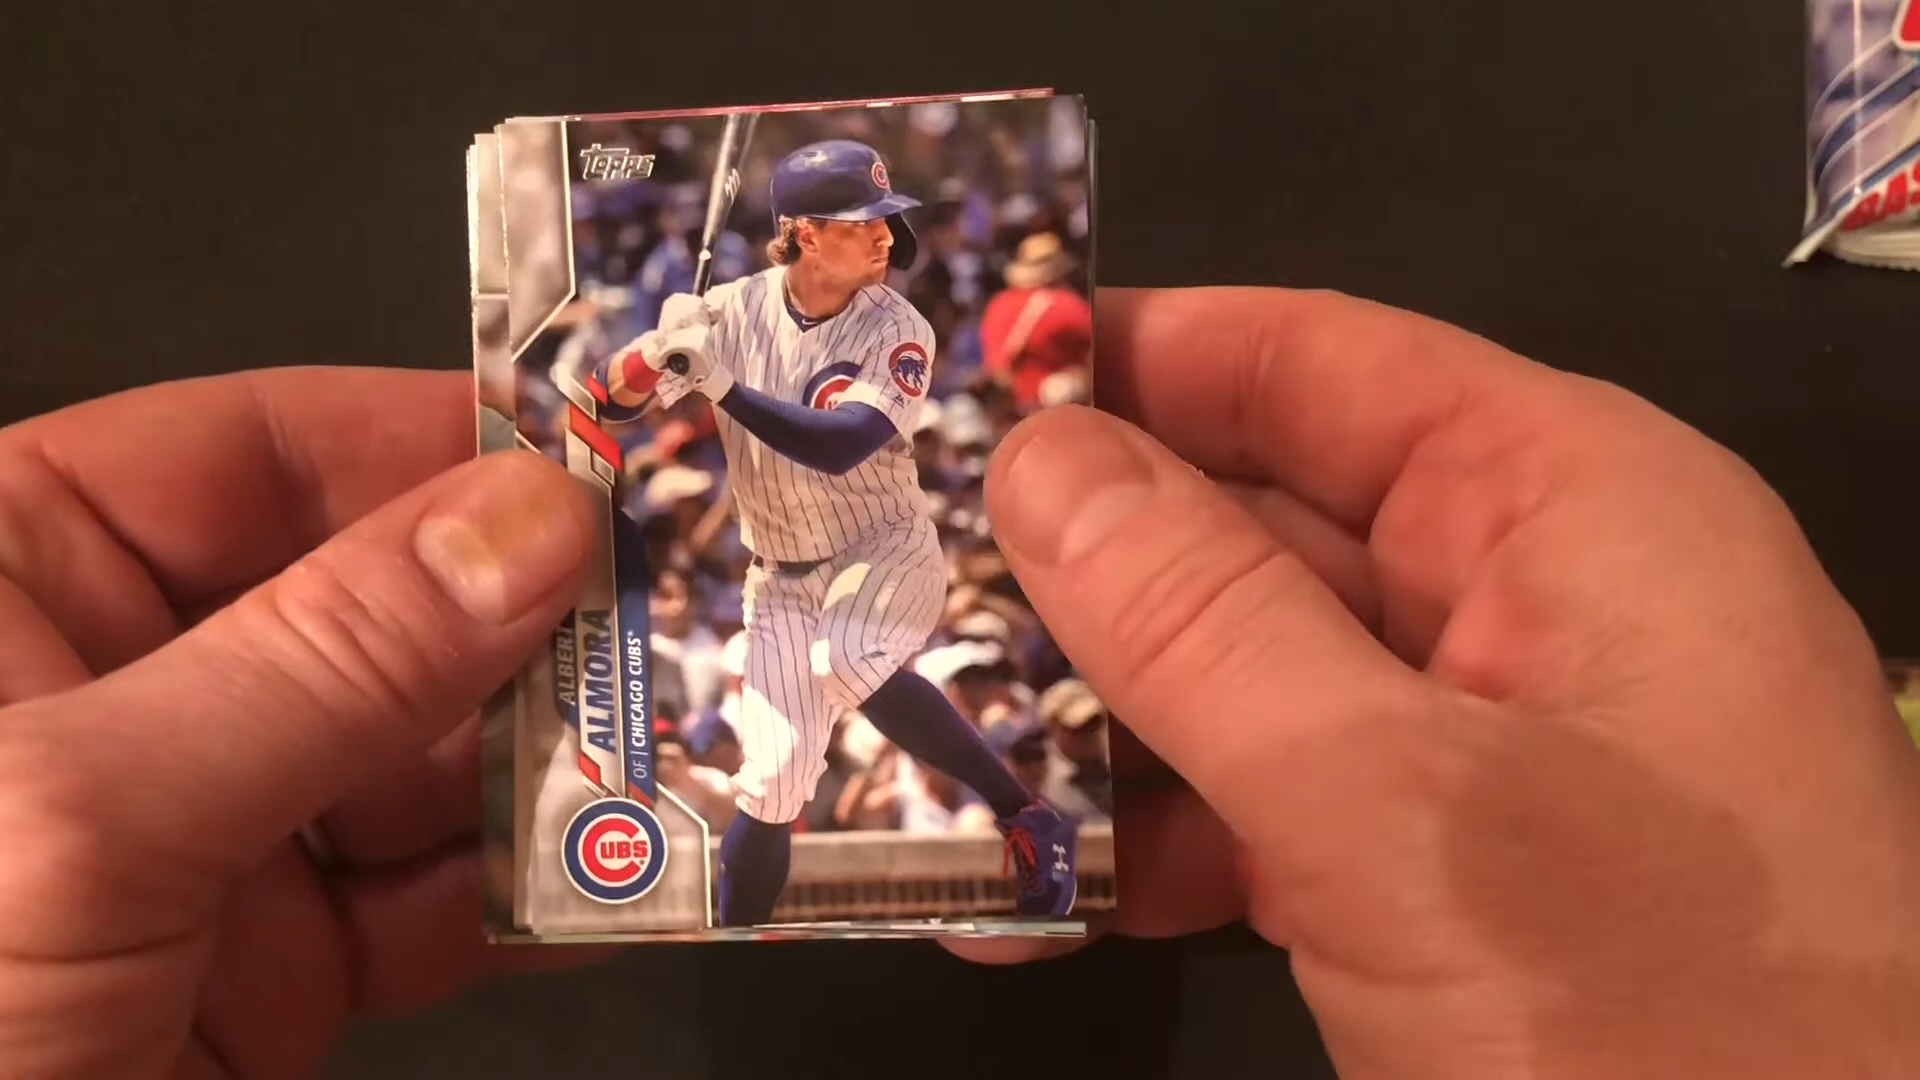 Topps
ALBERT
ALMORA
OF | CHICAGO CUBS®
CUBS